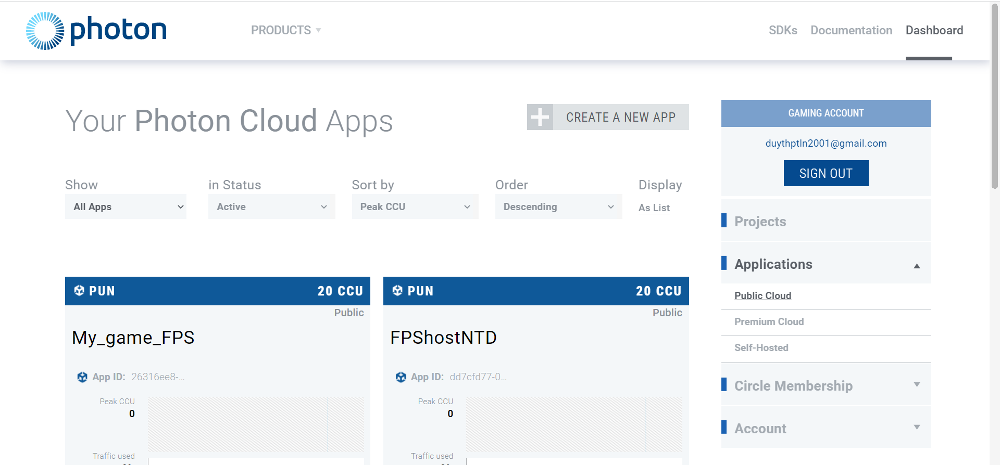 photon
PRODUCTS
SDKs Documentation Dashboard
Your Photon Cloud Apps
CREATE A NEW APP
GAMING ACCOUNT
duythptln2001@gmail.com
SIGN OUT
Show in Status Sort by Order Display
All Apps Active Peak CCU Descending As List
Projects
Applications
Public Cloud
Premium Cloud
Self-Hosted
Circle Membership
Account
PUN 20 CCU
Public
My_game_FPS
App ID: 26316ee8-...
Peak CCU
0
Traffic used
PUN 20 CCU
Public
FPShostNTD
App ID: dd7cfd77-0...
Peak CCU
0
Traffic used